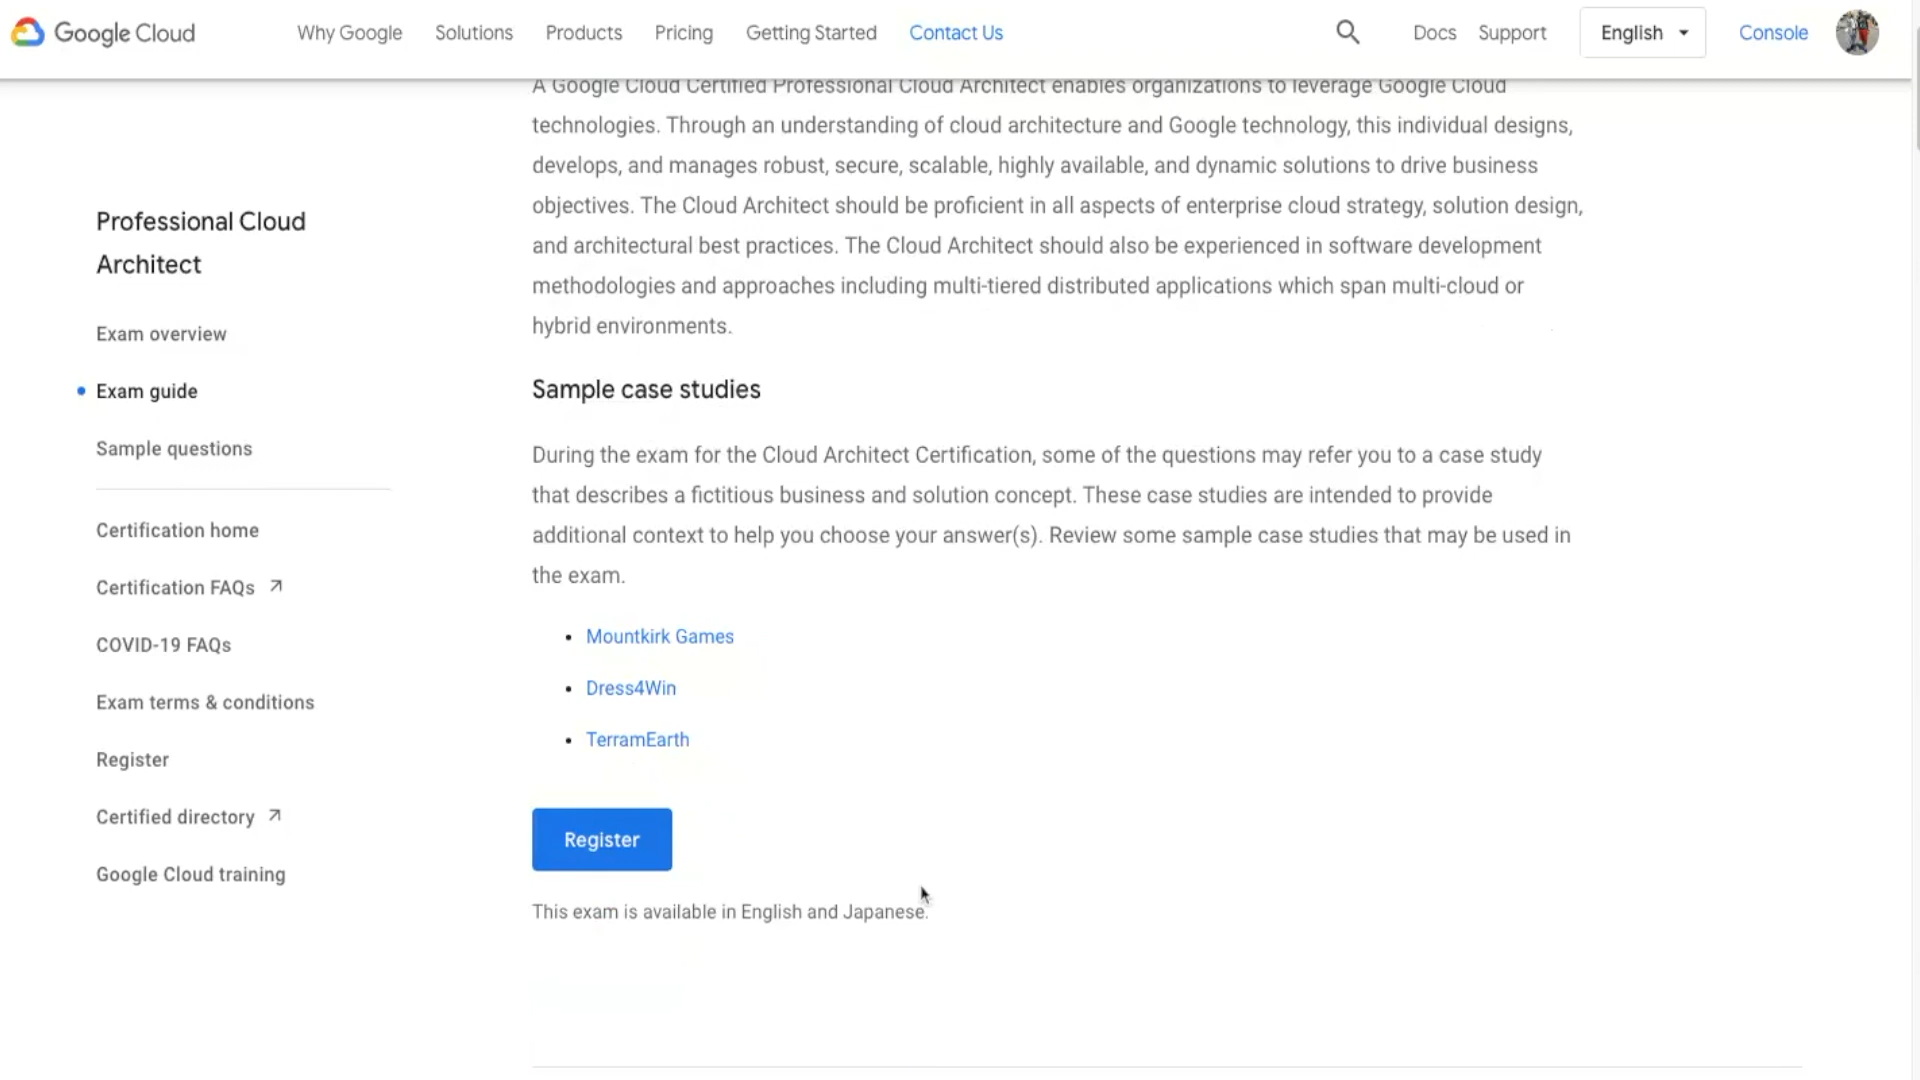 Google Cloud
Why Google Solutions Products Pricing Getting Started Contact Us Docs Support English Console
Professional Cloud
Architect
Exam overview
Exam guide
Sample questions
Certification home
Certification FAQs
COVID-19 FAQs
Exam terms & conditions
Register
Certified directory
Google Cloud training
A Google Cloud Certified Professional Cloud Architect enables organizations to leverage Google Cloud
technologies. Through an understanding of cloud architecture and Google technology, this individual designs,
develops, and manages robust, secure, scalable, highly available, and dynamic solutions to drive business
objectives. The Cloud Architect should be proficient in all aspects of enterprise cloud strategy, solution design,
and architectural best practices. The Cloud Architect should also be experienced in software development
methodologies and approaches including multi-tiered distributed applications which span multi-cloud or
hybrid environments.
Sample case studies
During the exam for the Cloud Architect Certification, some of the questions may refer you to a case study
that describes a fictitious business and solution concept. These case studies are intended to provide
additional context to help you choose your answer(s). Review some sample case studies that may be used in
the exam.
• Mountkirk Games
• Dress4Win
• TerramEarth
Register
This exam is available in English and Japanese.